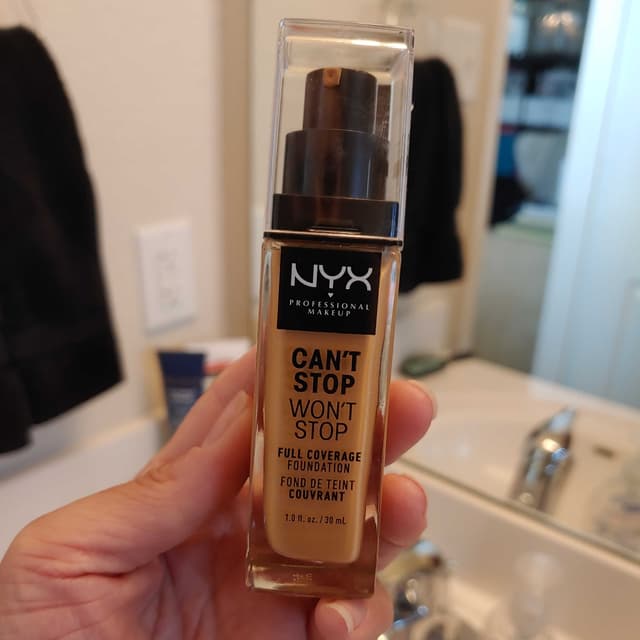 NYX
PROFESSIONAL
MAKEUP
CAN'T
STOP
WON'T
STOP
FULL COVERAGE
FOUNDATION
FOND DE TEINT
COUVRANT
1.0 fl. oz. / 30 mL